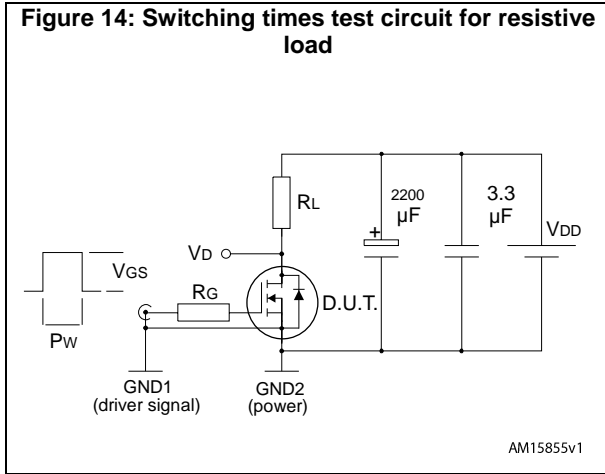 Figure 14: Switching times test circuit for resistive
load
2200
µF
3.3
µF
RL
VDD
+
VD
VGS
RG
D.U.T.
PW
GND1
(driver signal)
GND2
(power)
AM15855v1